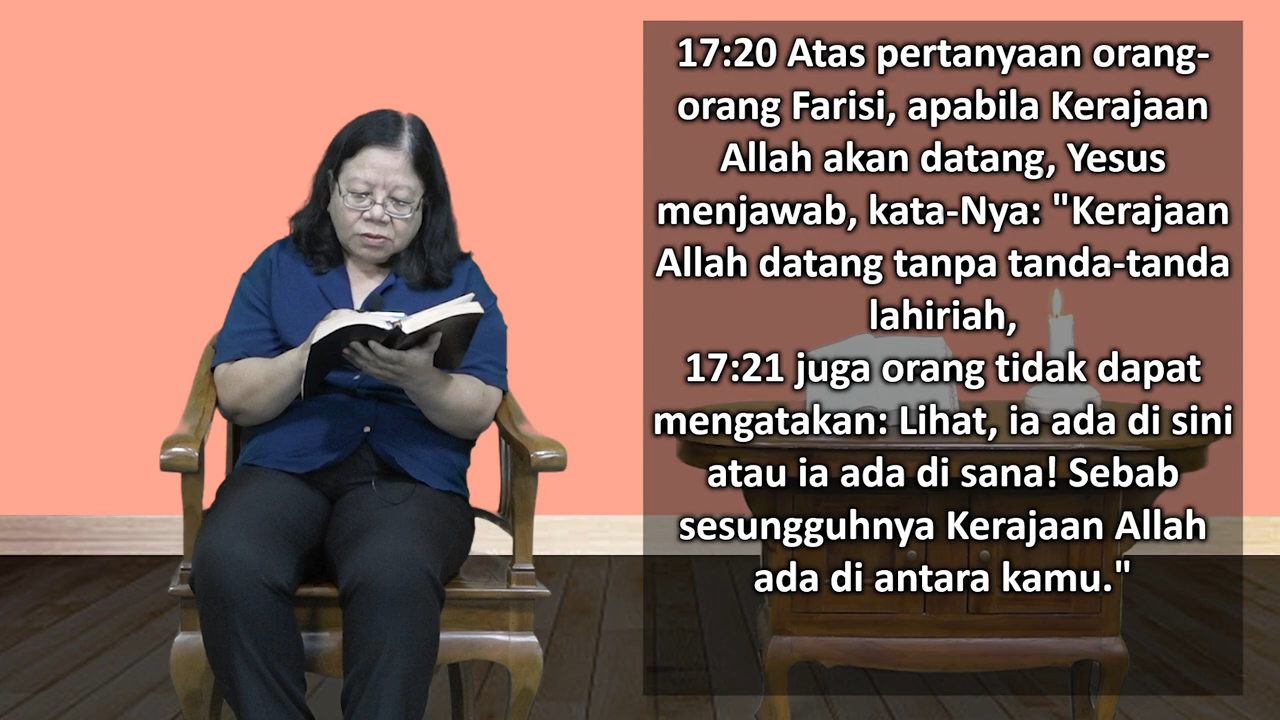 17:20 Atas pertanyaan orang-
orang Farisi, apabila Kerajaan
Allah akan datang, Yesus
menjawab, kata-Nya: "Kerajaan
Allah datang tanpa tanda-tanda
lahiriah,
17:21 juga orang tidak dapat
mengatakan: Lihat, ia ada di sini
atau ia ada di sana! Sebab
sesungguhnya Kerajaan Allah
ada di antara kamu."